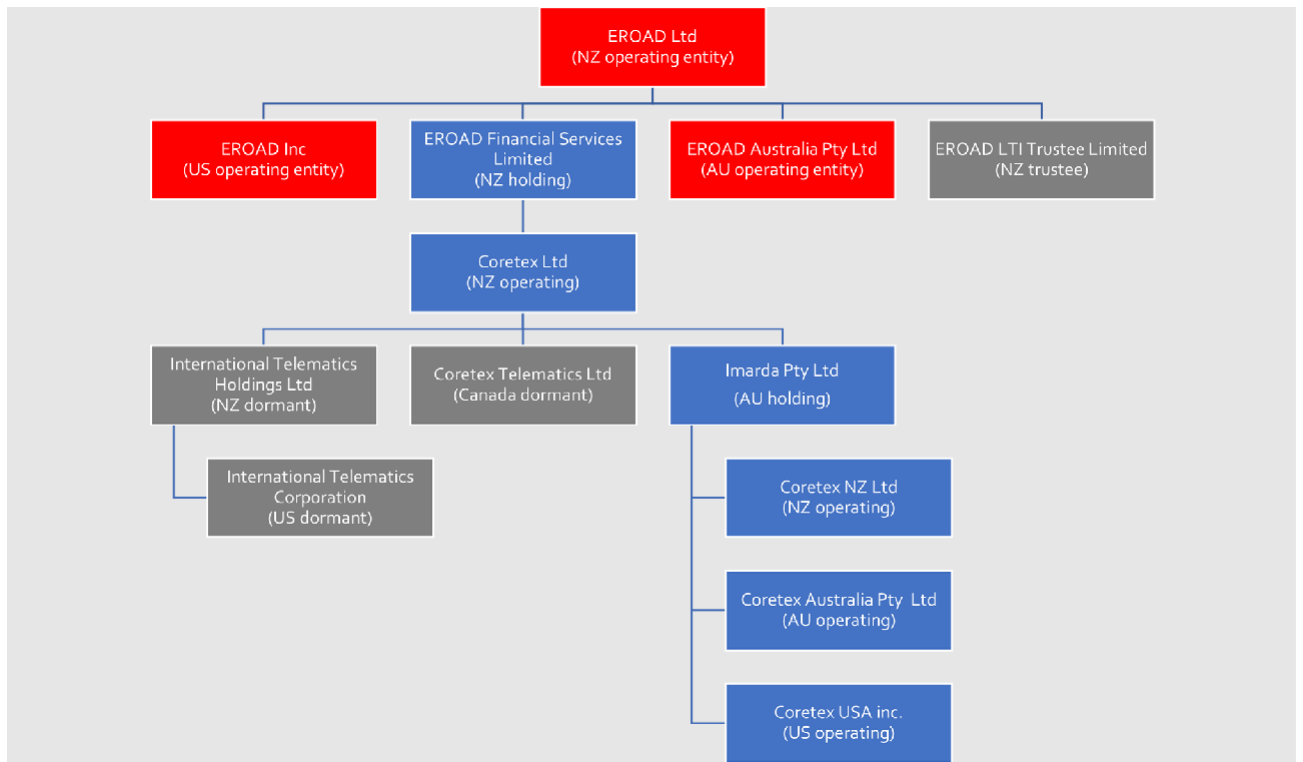 EROAD Ltd
(NZ operating entity)
EROAD Inc
(US operating entity)
EROAD Financial Services
Limited
(NZ holding)
EROAD Australia Pty Ltd
(AU operating entity)
EROAD LTI Trustee Limited
(NZ trustee)
Coretex Ltd
(NZ operating)
International Telematics
Holdings Ltd
(NZ dormant)
Coretex Telematics Ltd
(Canada dormant)
Imarda Pty Ltd
(AU holding)
International Telematics
Corporation
(US dormant)
Coretex NZ Ltd
(NZ operating)
Coretex Australia Pty Ltd
(AU operating)
Coretex USA inc.
(US operating)